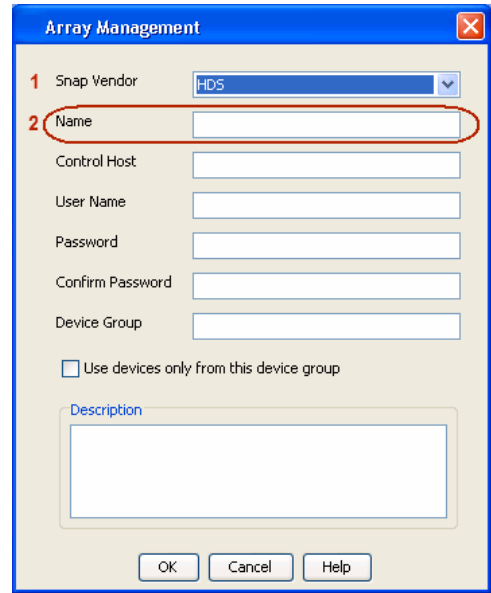 Array Management
1 Snap Vendor HDS
2 Name
Control Host
User Name
Password
Confirm Password
Device Group
Use devices only from this device group
Description
OK Cancel Help